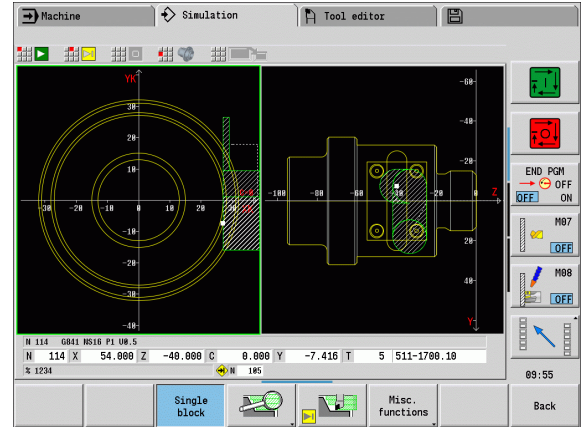 Machine
Simulation
Tool editor
YK
30
20
10
-30
-20
-10
0
10
20
30
-10
-20
-30
-40
-60
-40
-20
-100
-80
-60
-20
0
Z
20
40
Y
END PGM
OFF
OFF ON
M07
OFF
M08
OFF
N 114 G841 NS16 P1 U0.5
N 114 X 54.000 Z -40.000 C 0.000 Y -7.416 T 5 511-1700.10
% 1234
N 105
09:55
Single
block
Misc.
functions
Back